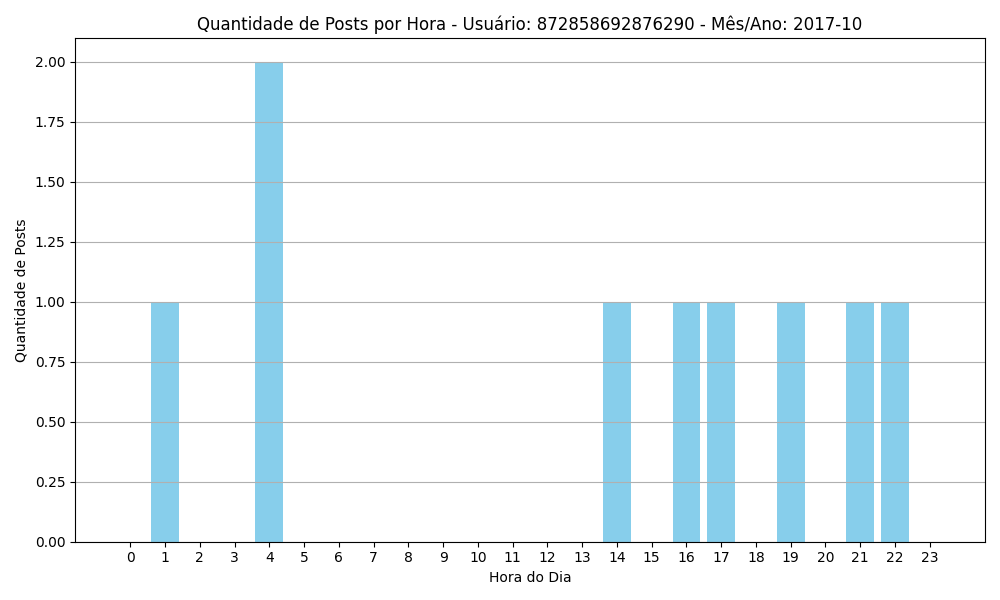 Quantidade de Posts por Hora - Usuário: 872858692876290 - Mês/Ano: 2017-10
Quantidade de Posts
2.00
1.75
1.50
1.25
1.00
0.75
0.50
0.25
0.00
0 1 2 3 4 5 6 7 8 9 10 11 12 13 14 15 16 17 18 19 20 21 22 23
Hora do Dia